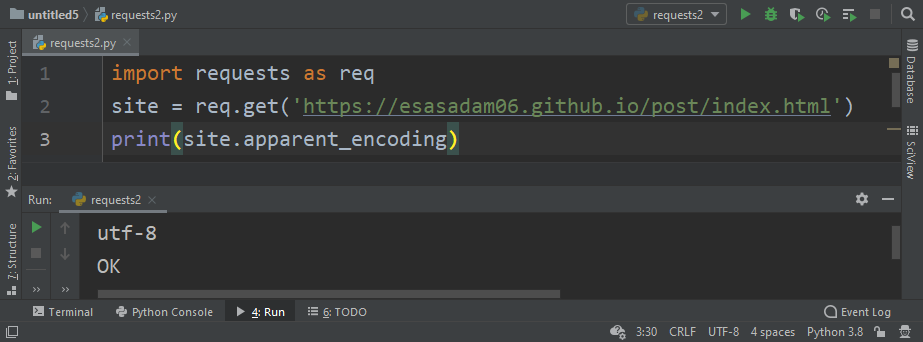 untitled5 requests2.py requests2
requests2.py
1 import requests as req
2 site = req.get('https://esasadam06.github.io/post/index.html')
3 print(site.apparent_encoding)
1: Project
2: Favorites
7: Structure
Database
SciView
Run: requests2
utf-8
OK
Terminal Python Console 4: Run 6: TODO Event Log
3:30 CRLF UTF-8 4 spaces Python 3.8